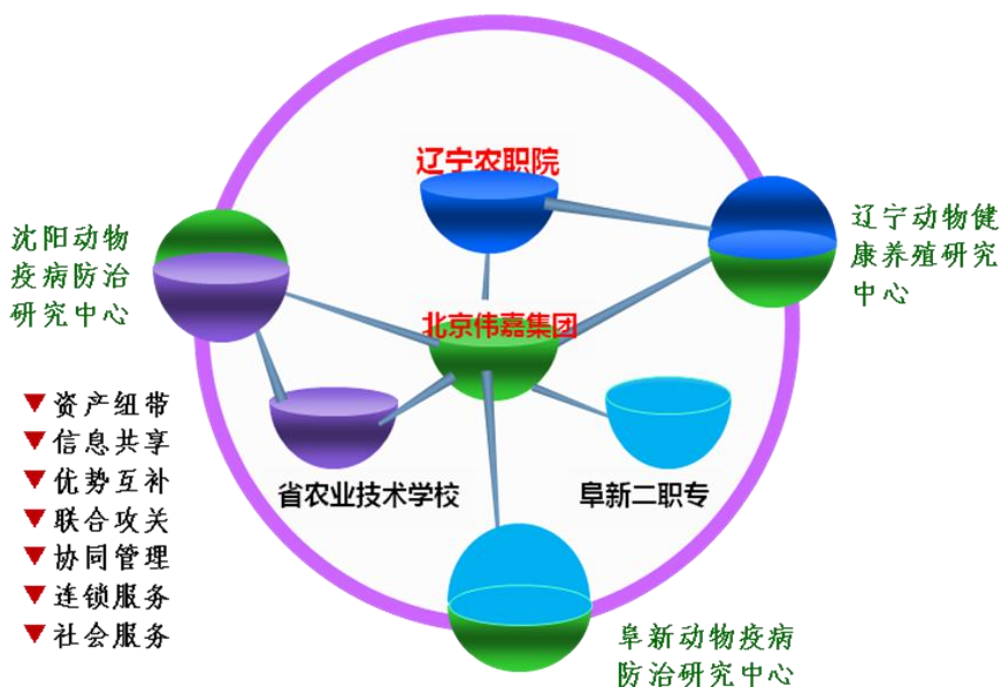 辽宁农职院
沈阳动物
疫病防治
研究中心
辽宁动物健
康养殖研究
中心
北京伟嘉集团
资产纽带
信息共享
优势互补
联合攻关
协同管理
连锁服务
社会服务
省农业技术学校
阜新二职专
阜新动物疫病
防治研究中心